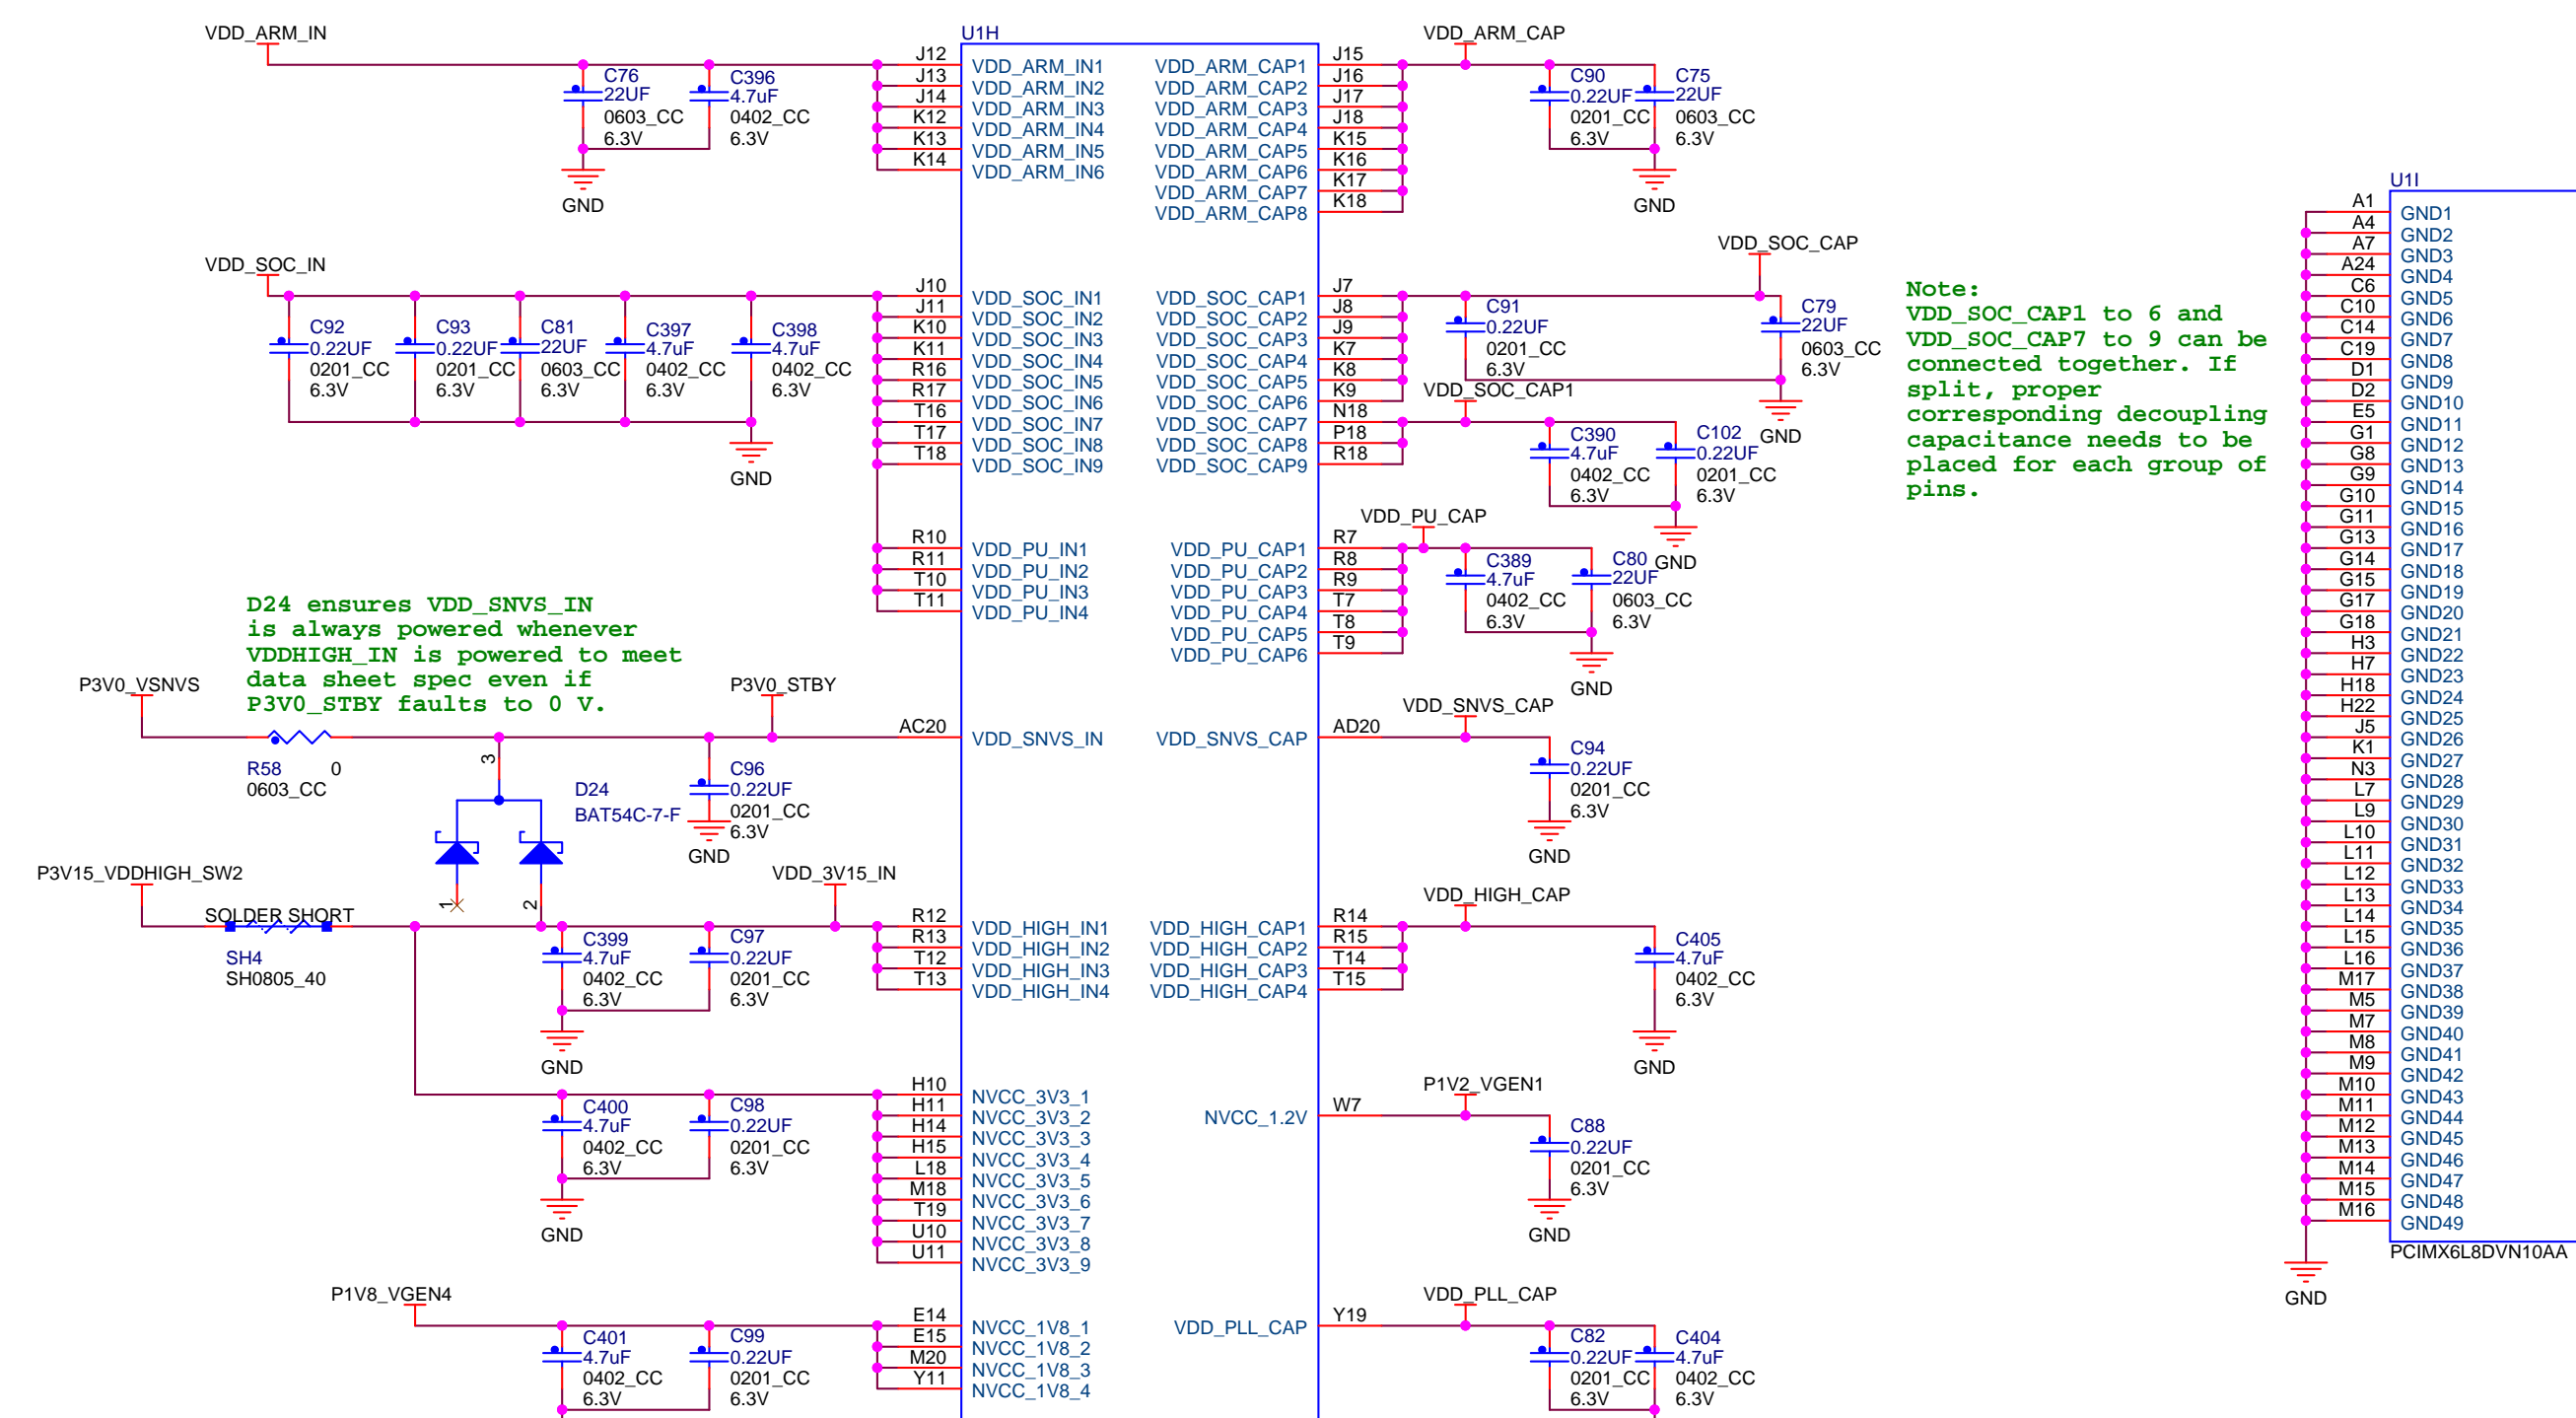 VDD_ARM_IN
C76
22UF
0603_CC
6.3V
C396
4.7uF
0402_CC
6.3V
GND
VDD_SOC_IN
C92
0.22UF
0201_CC
6.3V
C93
0.22UF
0201_CC
6.3V
C81
22UF
0603_CC
6.3V
C397
4.7uF
0402_CC
6.3V
C398
4.7uF
0402_CC
6.3V
GND
D24 ensures VDD_SNVS_IN
is always powered whenever
VDDHIGH_IN is powered to meet
data sheet spec even if
P3V0_STBY faults to 0 V.
P3V0_VSNVS
P3V0_STBY
R58 0
0603_CC
3
D24
BAT54C-7-F
1
2
C96
0.22UF
0201_CC
6.3V
GND
P3V15_VDDHIGH_SW2
SOLDER SHORT
SH4
SH0805_40
VDD_3V15_IN
C399
4.7uF
0402_CC
6.3V
C97
0.22UF
0201_CC
6.3V
GND
C400
4.7uF
0402_CC
6.3V
C98
0.22UF
0201_CC
6.3V
GND
P1V8_VGEN4
C401
4.7uF
0402_CC
6.3V
C99
0.22UF
0201_CC
6.3V
U1H
J12 VDD_ARM_IN1
J13 VDD_ARM_IN2
J14 VDD_ARM_IN3
K12 VDD_ARM_IN4
K13 VDD_ARM_IN5
K14 VDD_ARM_IN6
J10 VDD_SOC_IN1
J11 VDD_SOC_IN2
K10 VDD_SOC_IN3
K11 VDD_SOC_IN4
R16 VDD_SOC_IN5
R17 VDD_SOC_IN6
T16 VDD_SOC_IN7
T17 VDD_SOC_IN8
T18 VDD_SOC_IN9
R10 VDD_PU_IN1
R11 VDD_PU_IN2
T10 VDD_PU_IN3
T11 VDD_PU_IN4
AC20 VDD_SNVS_IN
R12 VDD_HIGH_IN1
R13 VDD_HIGH_IN2
T12 VDD_HIGH_IN3
T13 VDD_HIGH_IN4
H10 NVCC_3V3_1
H11 NVCC_3V3_2
H14 NVCC_3V3_3
H15 NVCC_3V3_4
L18 NVCC_3V3_5
M18 NVCC_3V3_6
T19 NVCC_3V3_7
U10 NVCC_3V3_8
U11 NVCC_3V3_9
E14 NVCC_1V8_1
E15 NVCC_1V8_2
M20 NVCC_1V8_3
Y11 NVCC_1V8_4
VDD_ARM_CAP1 J15
VDD_ARM_CAP2 J16
VDD_ARM_CAP3 J17
VDD_ARM_CAP4 J18
VDD_ARM_CAP5 K15
VDD_ARM_CAP6 K16
VDD_ARM_CAP7 K17
VDD_ARM_CAP8 K18
VDD_SOC_CAP1 J7
VDD_SOC_CAP2 J8
VDD_SOC_CAP3 J9
VDD_SOC_CAP4 K7
VDD_SOC_CAP5 K8
VDD_SOC_CAP6 K9
VDD_SOC_CAP7 N18
VDD_SOC_CAP8 P18
VDD_SOC_CAP9 R18
VDD_PU_CAP1 R7
VDD_PU_CAP2 R8
VDD_PU_CAP3 R9
VDD_PU_CAP4 T7
VDD_PU_CAP5 T8
VDD_PU_CAP6 T9
VDD_SNVS_CAP AD20
VDD_HIGH_CAP1 R14
VDD_HIGH_CAP2 R15
VDD_HIGH_CAP3 T14
VDD_HIGH_CAP4 T15
NVCC_1.2V W7
VDD_PLL_CAP Y19
VDD_ARM_CAP
C90
0.22UF
0201_CC
6.3V
C75
22UF
0603_CC
6.3V
GND
VDD_SOC_CAP
C91
0.22UF
0201_CC
6.3V
C79
22UF
0603_CC
6.3V
GND
VDD_SOC_CAP1
C390
4.7uF
0402_CC
6.3V
C102
0.22UF
0201_CC
6.3V
GND
VDD_PU_CAP
C389
4.7uF
0402_CC
6.3V
C80
22UF
0603_CC
6.3V
GND
VDD_SNVS_CAP
C94
0.22UF
0201_CC
6.3V
GND
VDD_HIGH_CAP
C405
4.7uF
0402_CC
6.3V
GND
P1V2_VGEN1
C88
0.22UF
0201_CC
6.3V
GND
VDD_PLL_CAP
C82
0.22UF
0201_CC
6.3V
C404
4.7uF
0402_CC
6.3V
Note:
VDD_SOC_CAP1 to 6 and
VDD_SOC_CAP7 to 9 can be
connected together. If
split, proper
corresponding decoupling
capacitance needs to be
placed for each group of
pins.
U1I
A1 GND1
A4 GND2
A7 GND3
A24 GND4
C6 GND5
C10 GND6
C14 GND7
C19 GND8
D1 GND9
D2 GND10
E5 GND11
G1 GND12
G8 GND13
G9 GND14
G10 GND15
G11 GND16
G13 GND17
G14 GND18
G15 GND19
G17 GND20
G18 GND21
H3 GND22
H7 GND23
H18 GND24
H22 GND25
J5 GND26
K1 GND27
N3 GND28
L7 GND29
L9 GND30
L10 GND31
L11 GND32
L12 GND33
L13 GND34
L14 GND35
L15 GND36
L16 GND37
M17 GND38
M5 GND39
M7 GND40
M8 GND41
M9 GND42
M10 GND43
M11 GND44
M12 GND45
M13 GND46
M14 GND47
M15 GND48
M16 GND49
PCIMX6L8DVN10AA
GND